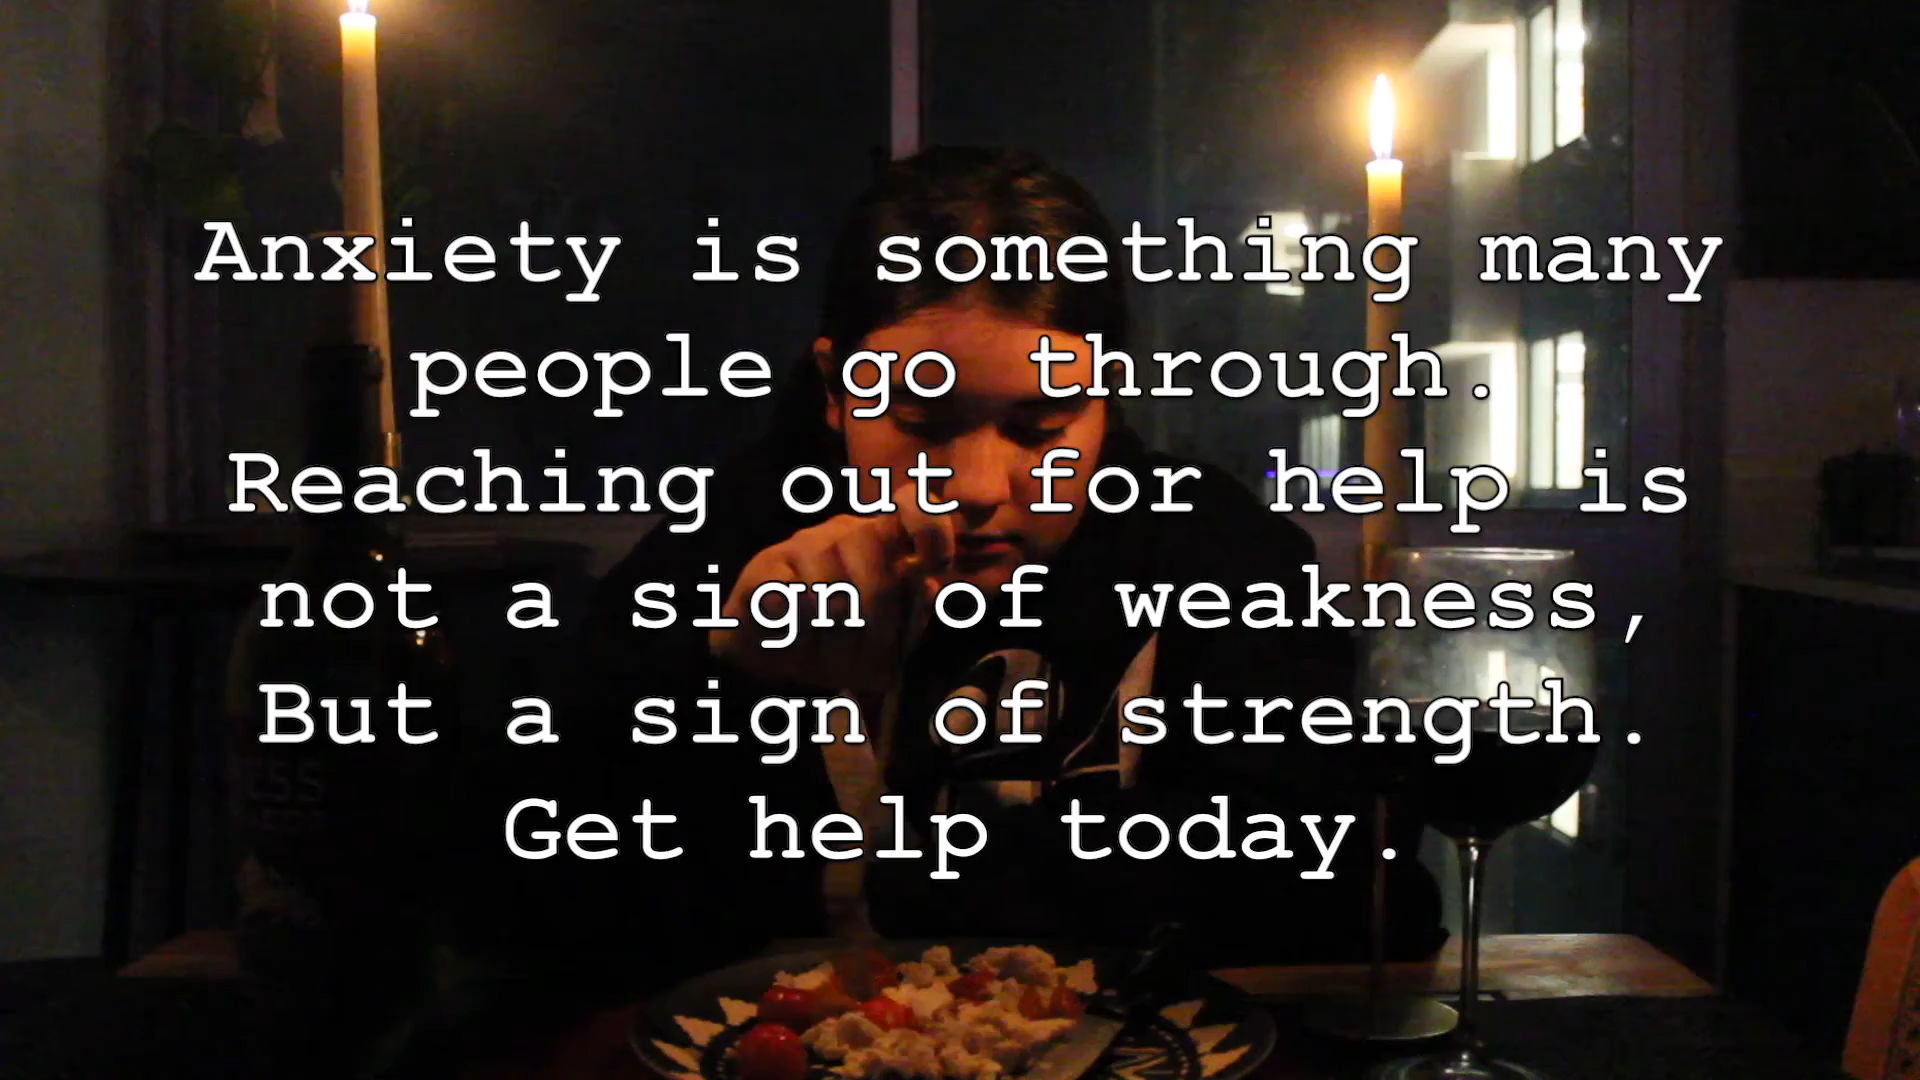 Anxiety is something many
people go through.
Reaching out for help is
not a sign of weakness,
But a sign of strength.
Get help today.